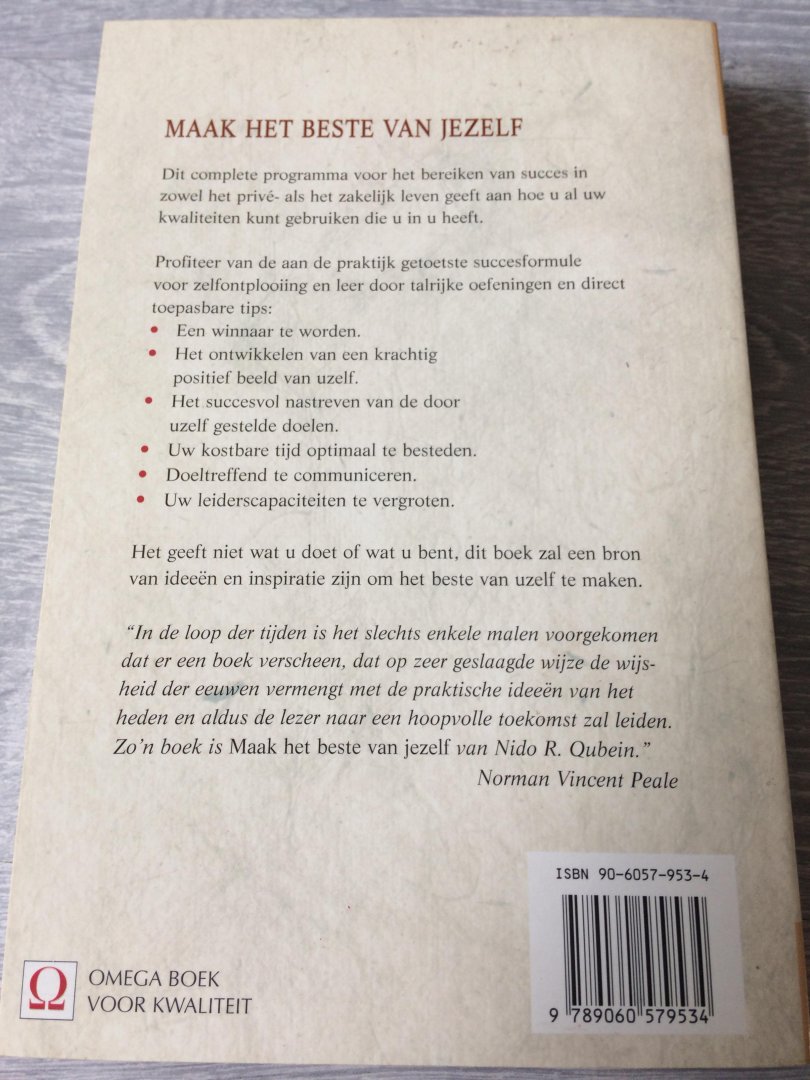 MAAK HET BESTE VAN JEZELF
Dit complete programma voor het bereiken van succes in
zowel het privé- als het zakelijk leven geeft aan hoe u al uw
kwaliteiten kunt gebruiken die u in u heeft.
Profiteer van de aan de praktijk getoetste succesformule
voor zelfontplooiing en leer door talrijke oefeningen en direct
toepasbare tips:
• Een winnaar te worden.
• Het ontwikkelen van een krachtig
positief beeld van uzelf.
• Het succesvol nastreven van de door
uzelf gestelde doelen.
• Uw kostbare tijd optimaal te besteden.
• Doeltreffend te communiceren.
• Uw leiderscapaciteiten te vergroten.
Het geeft niet wat u doet of wat u bent, dit boek zal een bron
van ideeën en inspiratie zijn om het beste van uzelf te maken.
“In de loop der tijden is het slechts enkele malen voorgekomen
dat er een boek verscheen, dat op zeer geslaagde wijze de wijs-
heid der eeuwen vermengt met de praktische ideeën van het
heden en aldus de lezer naar een hoopvolle toekomst zal leiden.
Zo’n boek is Maak het beste van jezelf van Nido R. Qubein.”
Norman Vincent Peale
ISBN 90-6057-953-4
9 789060 579534
Ω
OMEGA BOEK
VOOR KWALITEIT